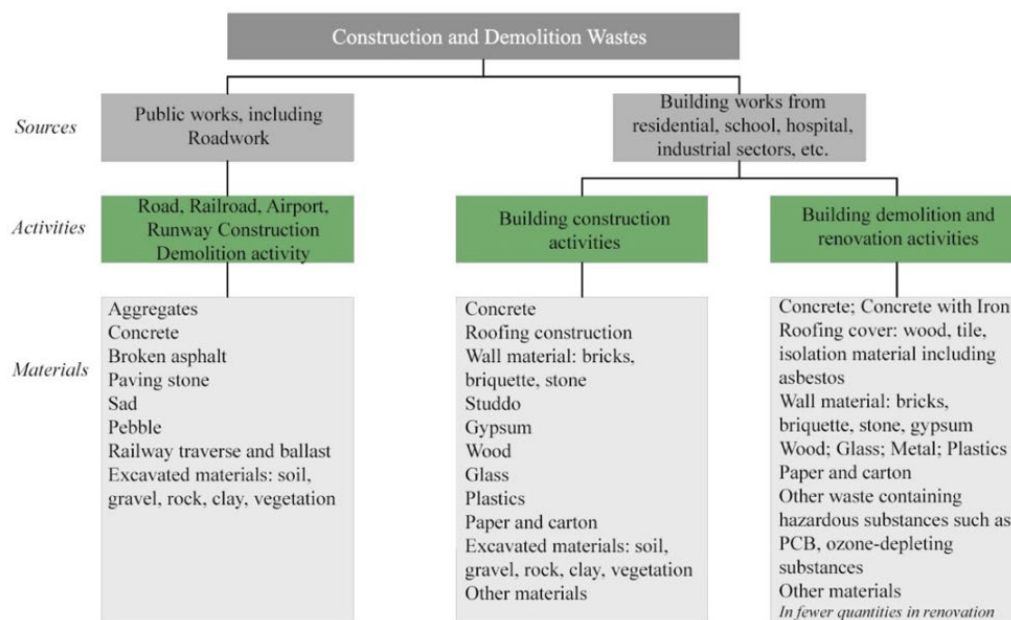 Construction and Demolition Wastes
Sources
Public works, including
Roadwork
Building works from
residential, school, hospital,
industrial sectors, etc.
Activities
Road, Railroad, Airport,
Runway Construction
Demolition activity
Building construction
activities
Building demolition and
renovation activities
Materials
Aggregates
Concrete
Broken asphalt
Paving stone
Sad
Pebble
Railway traverse and ballast
Excavated materials: soil,
gravel, rock, clay, vegetation
Concrete
Roofing construction
Wall material: bricks,
briquette, stone
Studdo
Gypsum
Wood
Glass
Plastics
Paper and carton
Excavated materials: soil,
gravel, rock, clay, vegetation
Other materials
Concrete; Concrete with Iron
Roofing cover: wood, tile,
isolation material including
asbestos
Wall material: bricks,
briquette, stone, gypsum
Wood; Glass; Metal; Plastics
Paper and carton
Other waste containing
hazardous substances such as
PCB, ozone-depleting
substances
Other materials
In fewer quantities in renovation